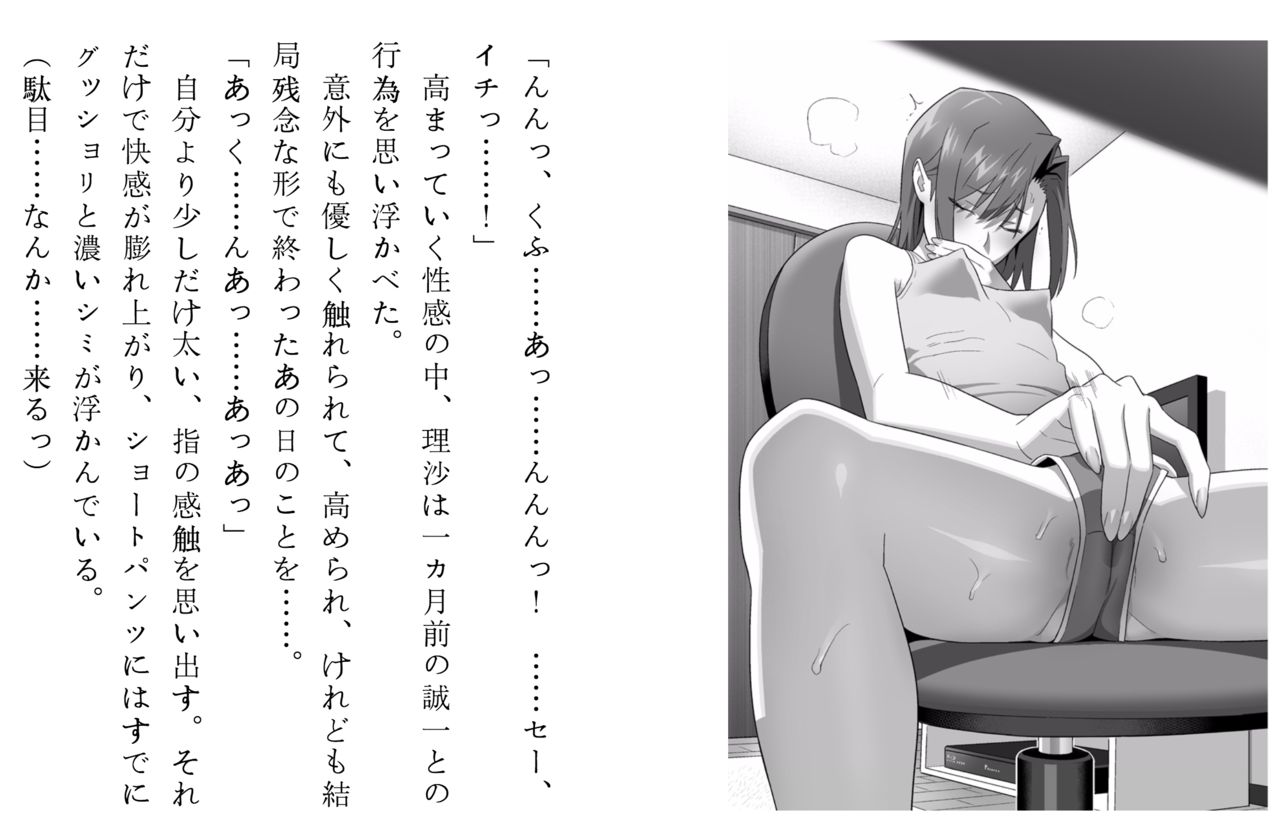 「んんっ、くふ……あっ……んんんっ！　……セー、
イチっ……！」
　高まっていく性感の中、理沙は一ヵ月前の誠一との
行為を思い浮かべた。
　意外にも優しく触れられて、高められ、けれども結
局残念な形で終わったあの日のことを……。
「あっく……んあっ……あっあっ」
　自分より少しだけ太い、指の感触を思い出す。それ
だけで快感が膨れ上がり、ショートパンツにはすでに
グッショリと濃いシミが浮かんでいる。
（駄目……なんか……来るっ）